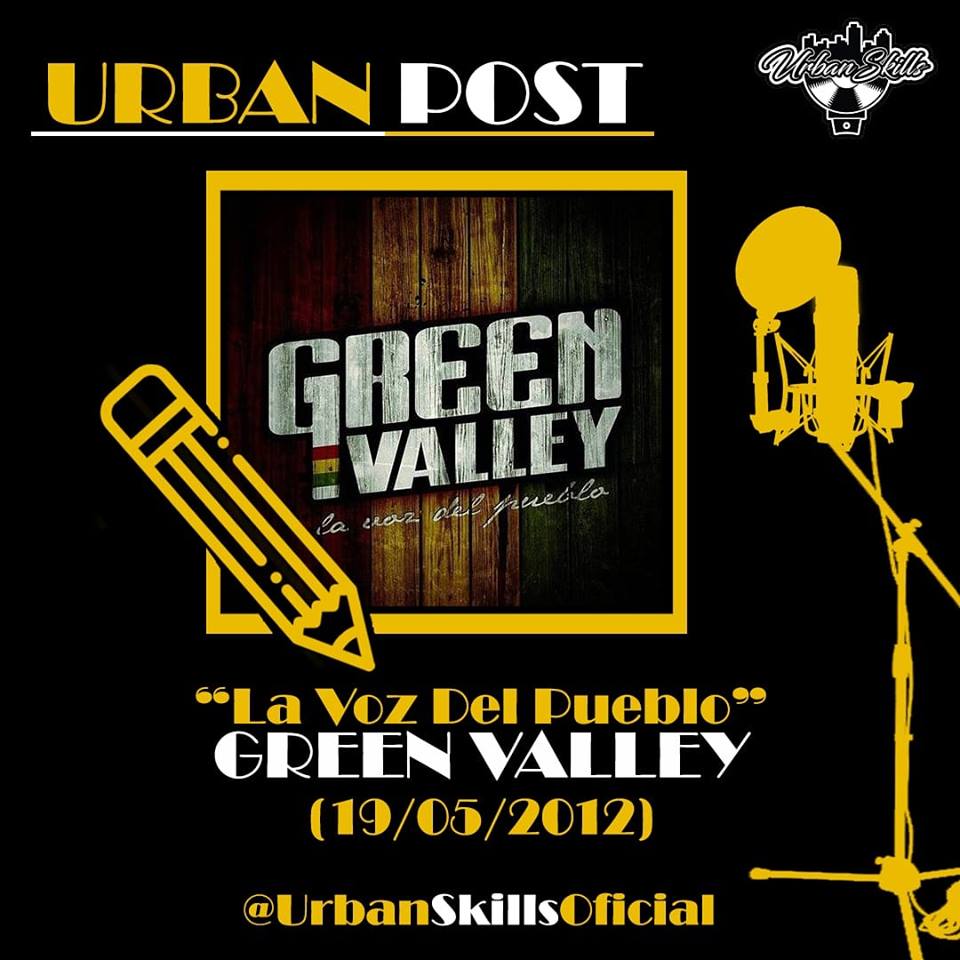 URBAN POST
Urban Skills
GREEN
VALLEY
la voz del pueblo
“La Voz Del Pueblo”
GREEN VALLEY
(19/05/2012)
@UrbanSkillsOficial